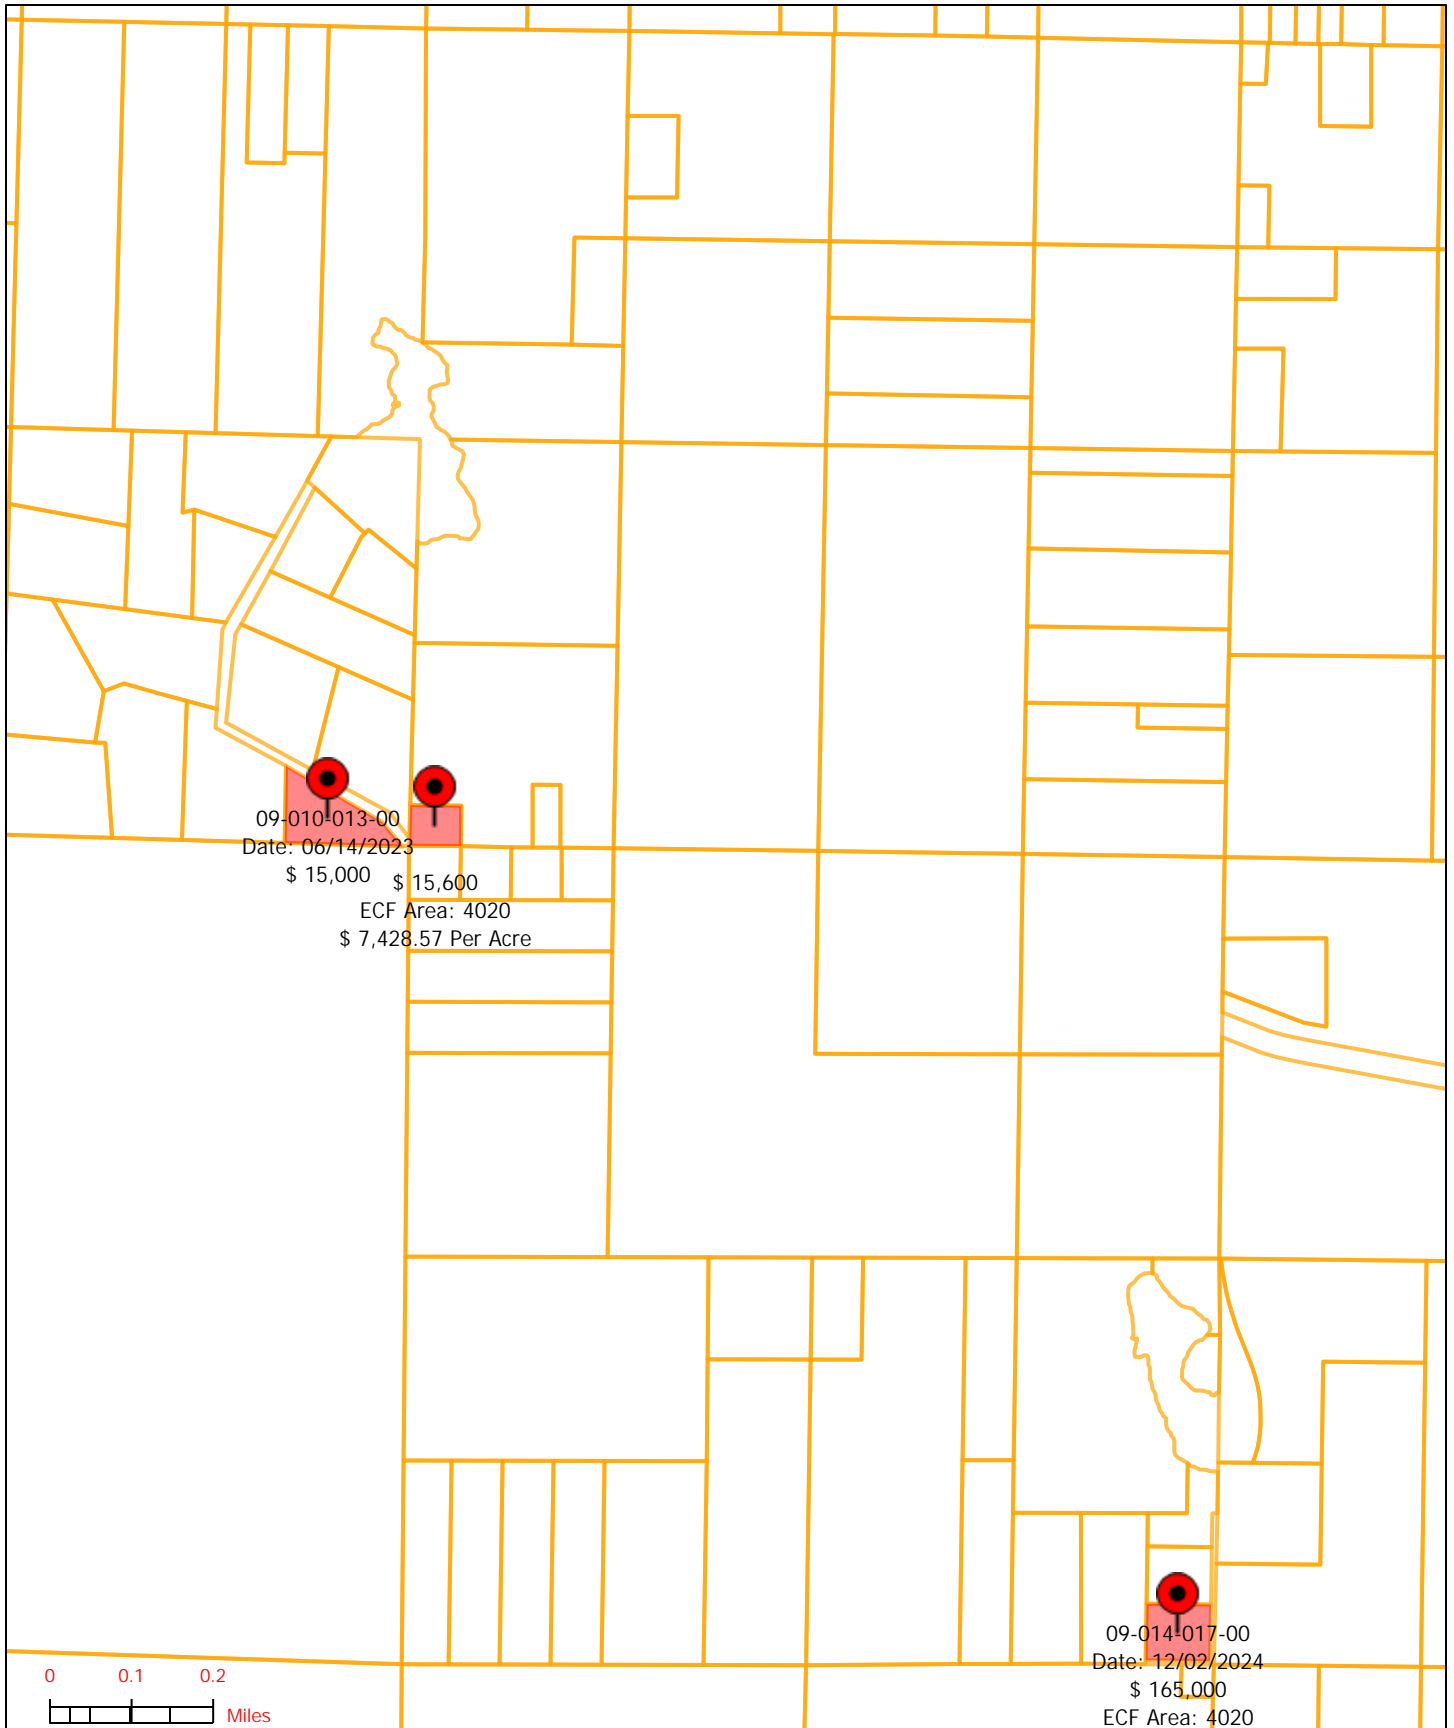 09-010-013-00
Date: 06/14/2023
$ 15,000
$ 15,600
ECF Area: 4020
$ 7,428.57 Per Acre
09-014-017-00
Date: 12/02/2024
$ 165,000
ECF Area: 4020
0 0.1 0.2
Miles